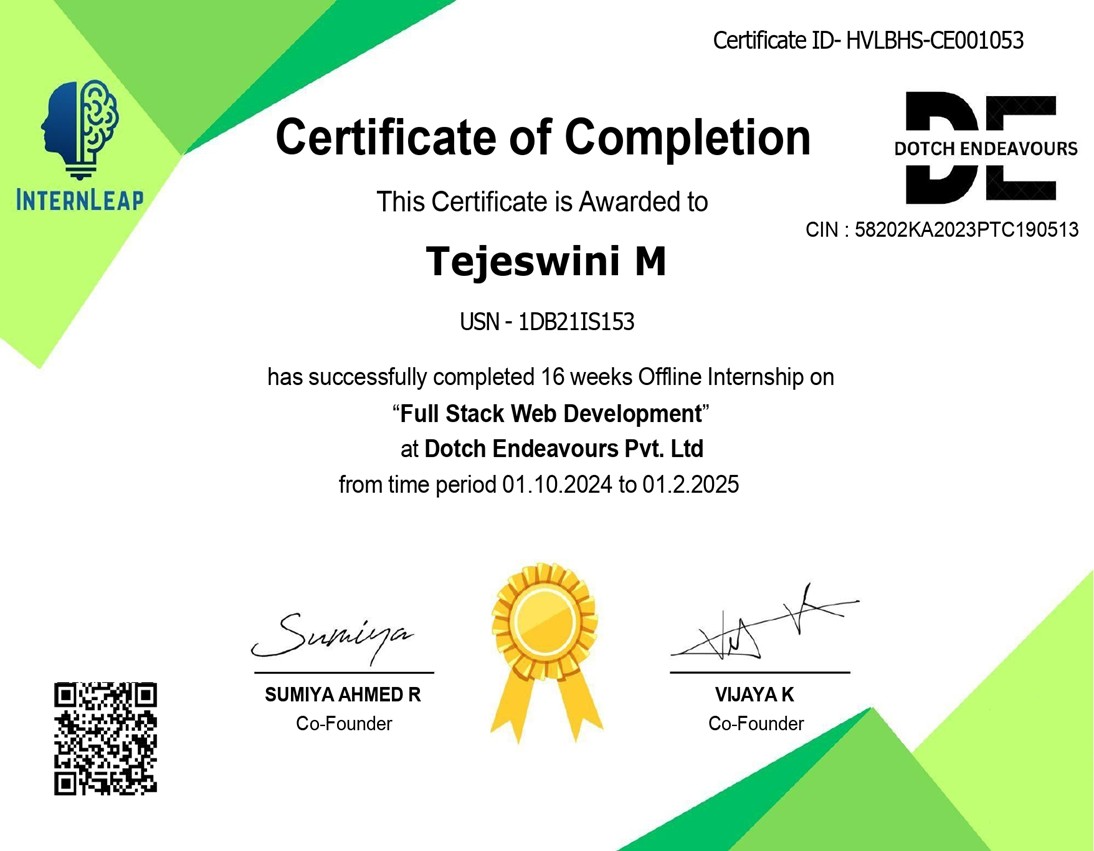 Certificate ID- HVLBHS-CE001053
INTERNLEAP
DE
DOTCH ENDEAVOURS
CIN : 58202KA2023PTC190513
Certificate of Completion
This Certificate is Awarded to
Tejeswini M
USN - 1DB21IS153
has successfully completed 16 weeks Offline Internship on
“Full Stack Web Development”
at Dotch Endeavours Pvt. Ltd
from time period 01.10.2024 to 01.2.2025
Sumiya
SUMIYA AHMED R
Co-Founder
VIJAYA K
Co-Founder